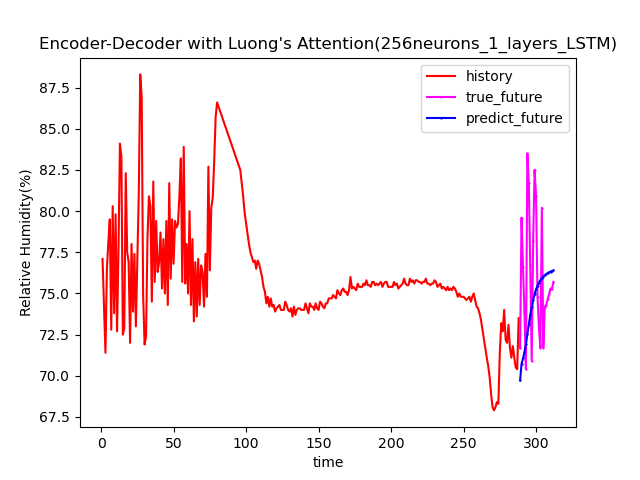 Encoder-Decoder with Luong's Attention(256neurons_1_layers_LSTM)
history
true_future
predict_future
Relative Humidity(%)
87.5
85.0
82.5
80.0
77.5
75.0
72.5
70.0
67.5
0 50 100 150 200 250 300
time